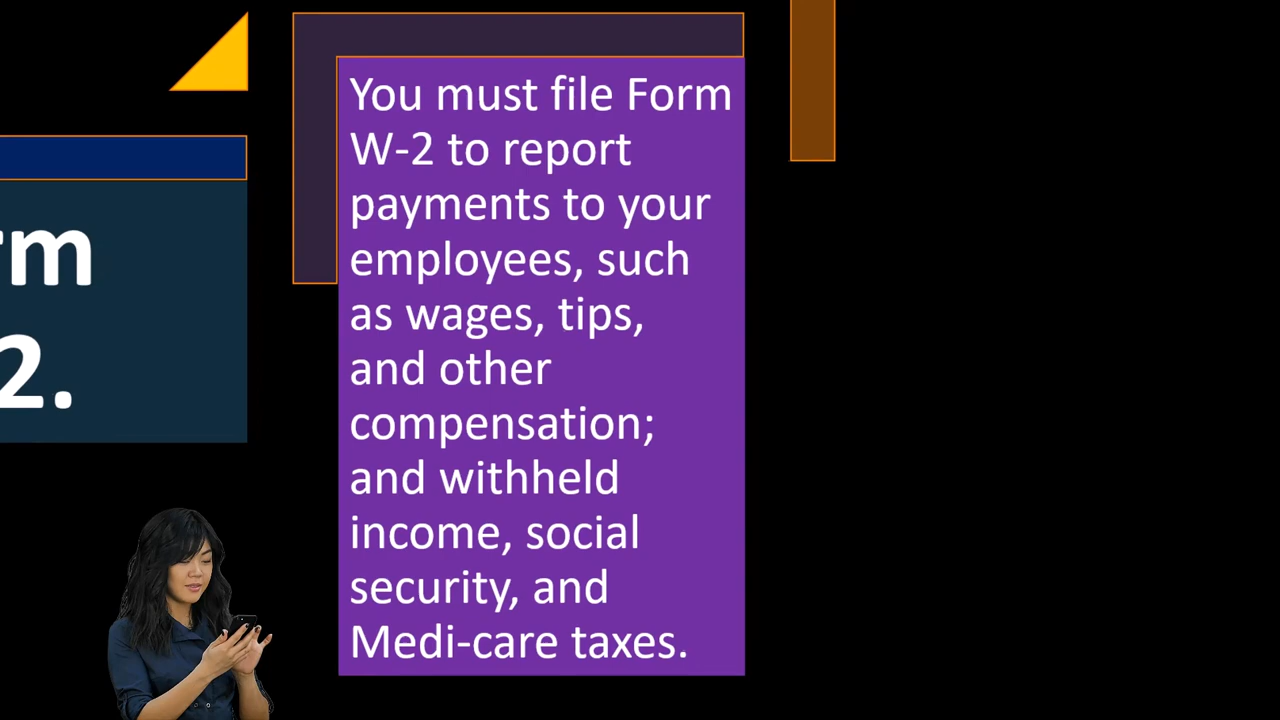 rm
2.
You must file Form
W-2 to report
payments to your
employees, such
as wages, tips,
and other
compensation;
and withheld
income, social
security, and
Medi-care taxes.